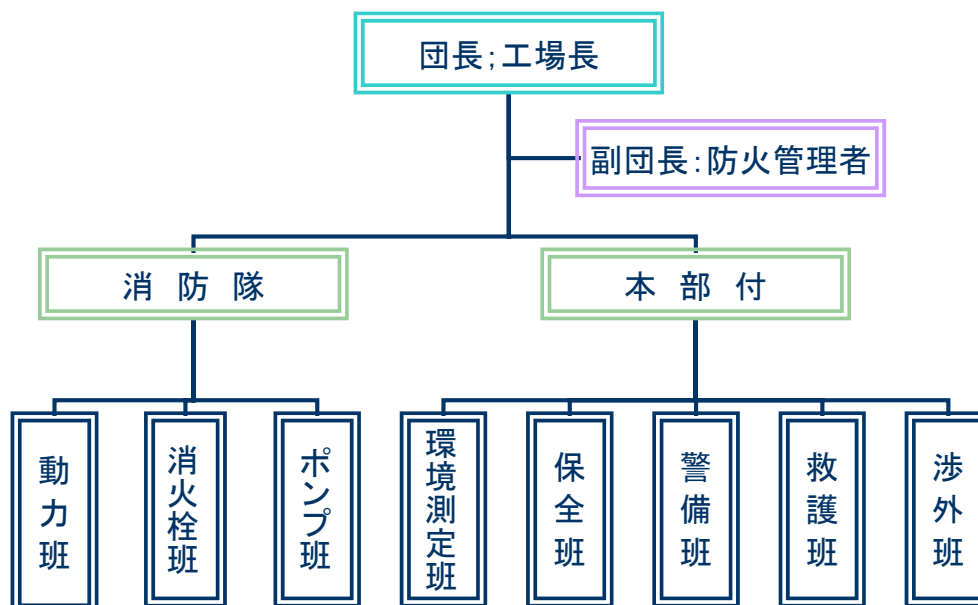 団長;工場長
副団長:防火管理者
消 防 隊
本 部 付
動力班
消火栓班
ポンプ班
環境測定班
保全班
警備班
救護班
渉外班